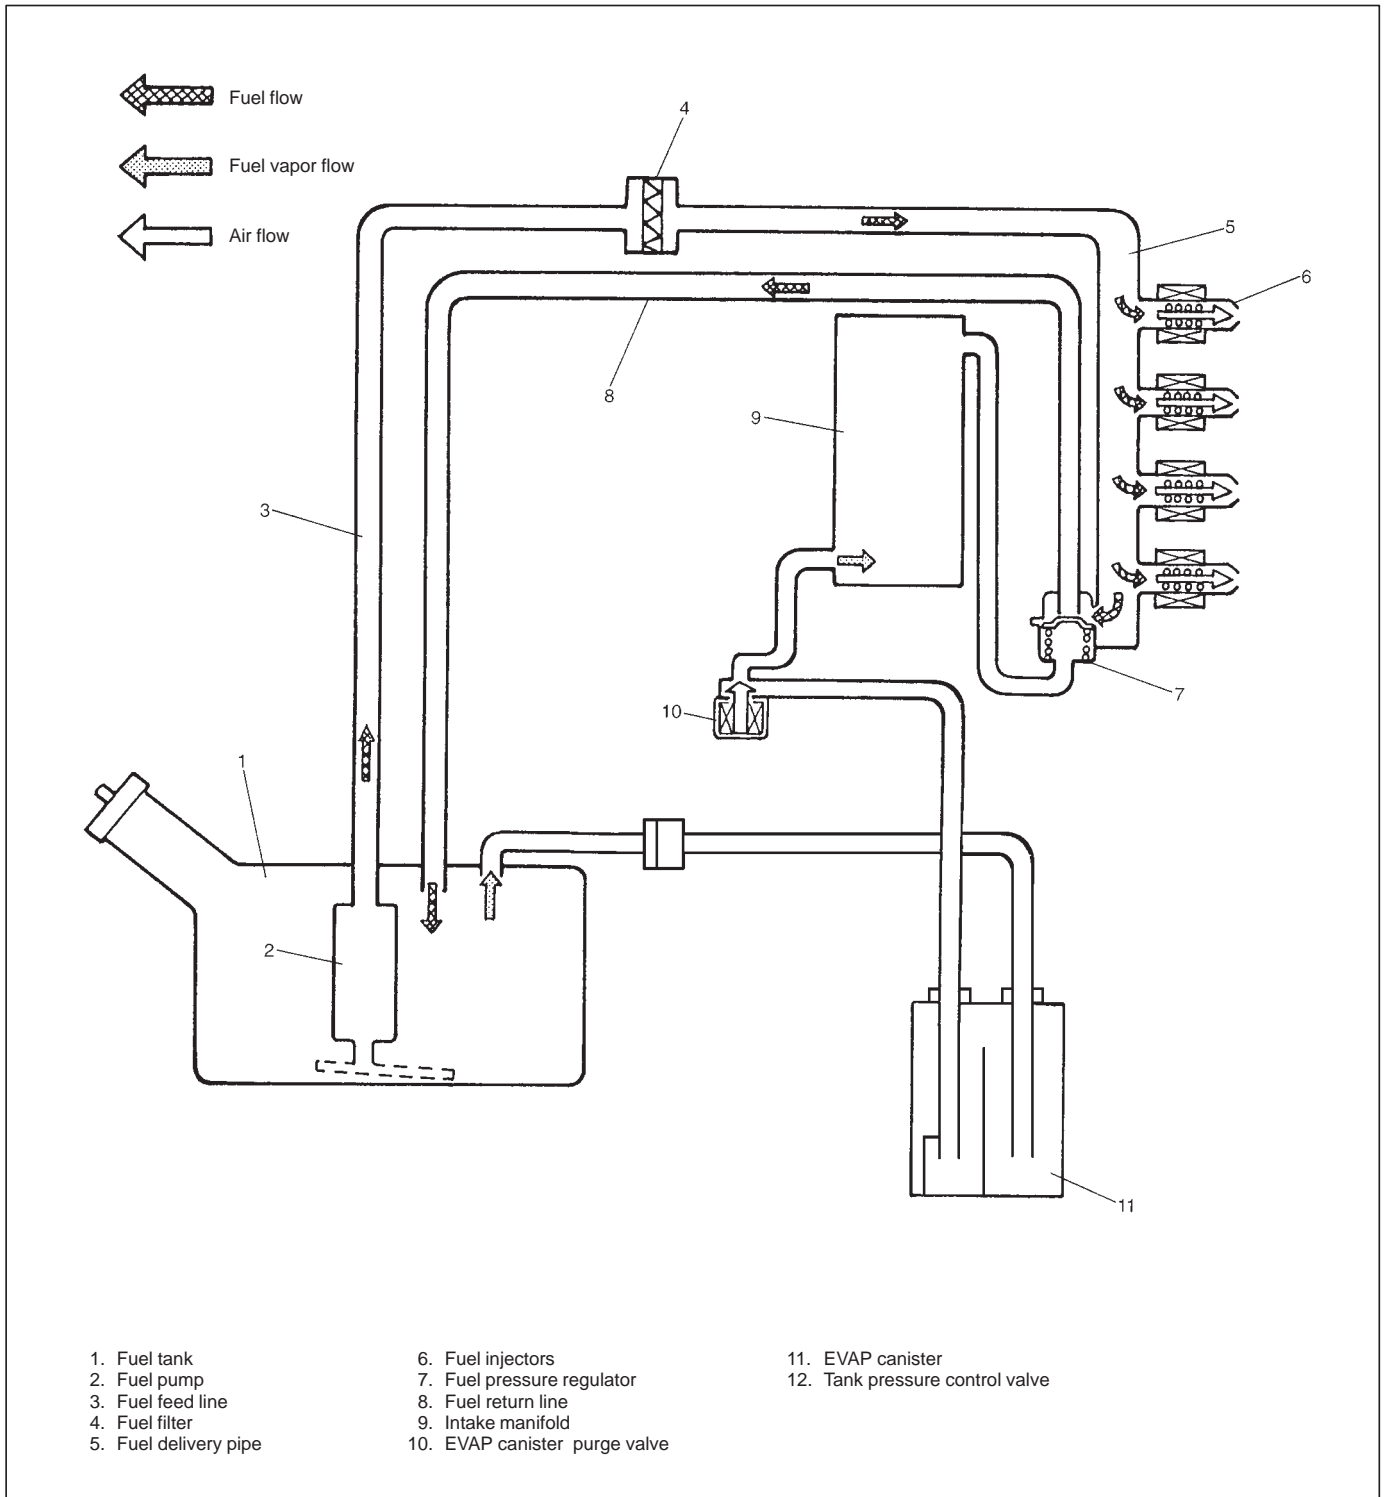 Fuel flow
Fuel vapor flow
Air flow
4
5
6
8
9
3
7
10
1
2
11
1. Fuel tank
2. Fuel pump
3. Fuel feed line
4. Fuel filter
5. Fuel delivery pipe
6. Fuel injectors
7. Fuel pressure regulator
8. Fuel return line
9. Intake manifold
10. EVAP canister purge valve
11. EVAP canister
12. Tank pressure control valve